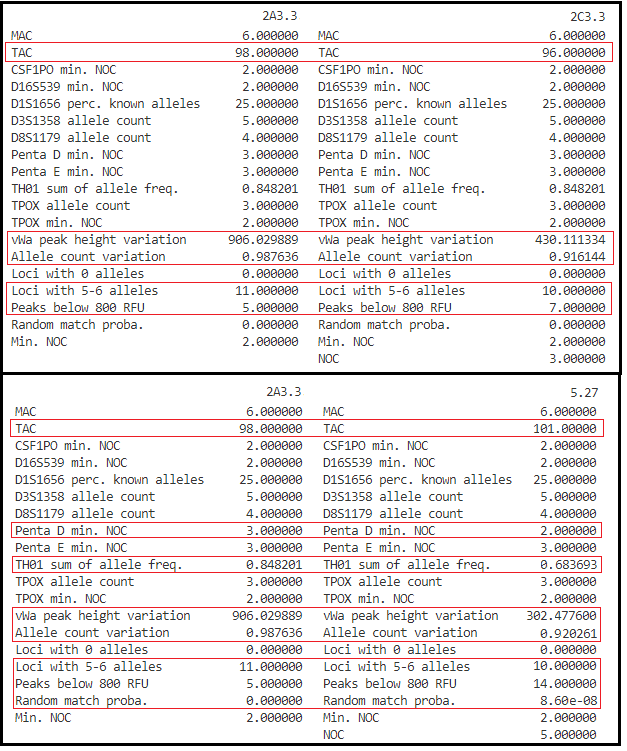 2A3.3 2C3.3
MAC 6.000000 MAC 6.000000
TAC 98.000000 TAC 96.000000
CSF1PO min. NOC 2.000000 CSF1PO min. NOC 2.000000
D16S539 min. NOC 2.000000 D16S539 min. NOC 2.000000
D1S1656 perc. known alleles 25.000000 D1S1656 perc. known alleles 25.000000
D3S1358 allele count 5.000000 D3S1358 allele count 5.000000
D8S1179 allele count 4.000000 D8S1179 allele count 4.000000
Penta D min. NOC 3.000000 Penta D min. NOC 3.000000
Penta E min. NOC 3.000000 Penta E min. NOC 3.000000
TH01 sum of allele freq. 0.848201 TH01 sum of allele freq. 0.848201
TPOX allele count 3.000000 TPOX allele count 3.000000
TPOX min. NOC 2.000000 TPOX min. NOC 2.000000
vWa peak height variation 906.029889 vWa peak height variation 430.111334
Allele count variation 0.987636 Allele count variation 0.916144
Loci with 0 alleles 0.000000 Loci with 0 alleles 0.000000
Loci with 5-6 alleles 11.000000 Loci with 5-6 alleles 10.000000
Peaks below 800 RFU 5.000000 Peaks below 800 RFU 7.000000
Random match proba. 0.000000 Random match proba. 0.000000
Min. NOC 2.000000 Min. NOC 2.000000
NOC 3.000000
2A3.3 5.27
MAC 6.000000 MAC 6.000000
TAC 98.000000 TAC 101.00000
CSF1PO min. NOC 2.000000 CSF1PO min. NOC 2.000000
D16S539 min. NOC 2.000000 D16S539 min. NOC 2.000000
D1S1656 perc. known alleles 25.000000 D1S1656 perc. known alleles 25.000000
D3S1358 allele count 5.000000 D3S1358 allele count 5.000000
D8S1179 allele count 4.000000 D8S1179 allele count 4.000000
Penta D min. NOC 3.000000 Penta D min. NOC 2.000000
Penta E min. NOC 3.000000 Penta E min. NOC 3.000000
TH01 sum of allele freq. 0.848201 TH01 sum of allele freq. 0.683693
TPOX allele count 3.000000 TPOX allele count 3.000000
TPOX min. NOC 2.000000 TPOX min. NOC 2.000000
vWa peak height variation 906.029889 vWa peak height variation 302.477600
Allele count variation 0.987636 Allele count variation 0.920261
Loci with 0 alleles 0.000000 Loci with 0 alleles 0.000000
Loci with 5-6 alleles 11.000000 Loci with 5-6 alleles 10.000000
Peaks below 800 RFU 5.000000 Peaks below 800 RFU 14.000000
Random match proba. 0.000000 Random match proba. 8.60e-08
Min. NOC 2.000000 Min. NOC 2.000000
NOC 5.000000